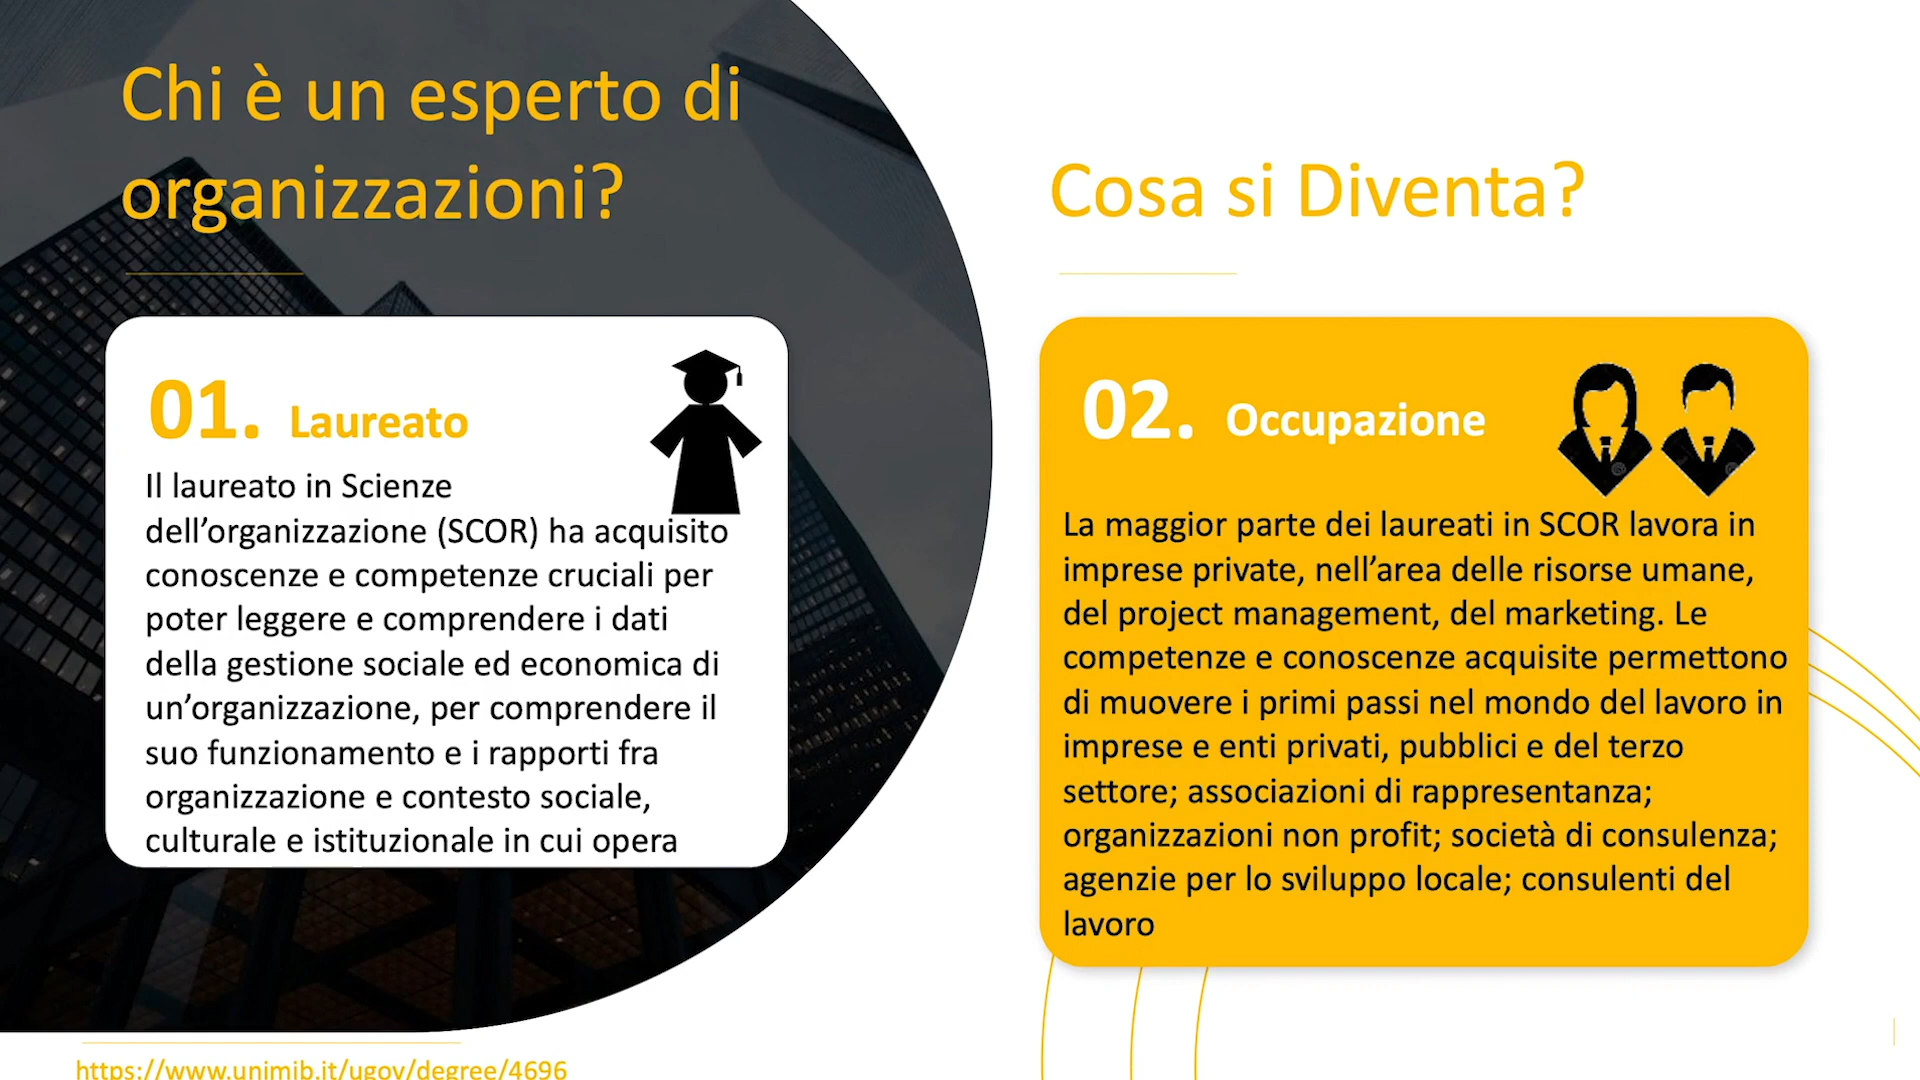 Chi è un esperto di
organizzazioni?
01. Laureato
Il laureato in Scienze
dell’organizzazione (SCOR) ha acquisito
conoscenze e competenze cruciali per
poter leggere e comprendere i dati
della gestione sociale ed economica di
un’organizzazione, per comprendere il
suo funzionamento e i rapporti fra
organizzazione e contesto sociale,
culturale e istituzionale in cui opera
Cosa si Diventa?
02. Occupazione
La maggior parte dei laureati in SCOR lavora in
imprese private, nell’area delle risorse umane,
del project management, del marketing. Le
competenze e conoscenze acquisite permettono
di muovere i primi passi nel mondo del lavoro in
imprese e enti privati, pubblici e del terzo
settore; associazioni di rappresentanza;
organizzazioni non profit; società di consulenza;
agenzie per lo sviluppo locale; consulenti del
lavoro
https://www.unimib.it/ugov/degree/4696